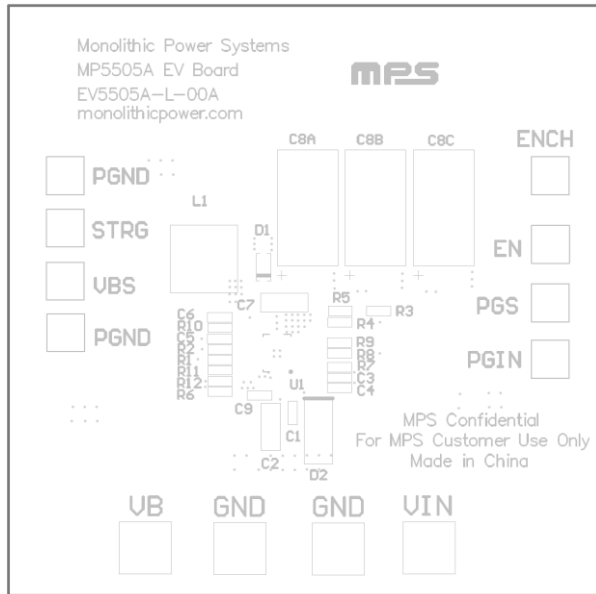 Monolithic Power Systems
MP5505A EV Board
EV5505A-L-00A
monolithicpower.com
mps
C8A C8B C8C
ENCH
PGND
L1
STRG
D1
EN
VBS
C7
PGS
R5
R3
C6
R4
R10
PGND
C5
R9
R2
R8
PGIN
R1
R7
R11
C3
R12
U1
C4
R6
C9
C1
MPS Confidential
For MPS Customer Use Only
Made in China
C2
D2
VB GND GND VIN